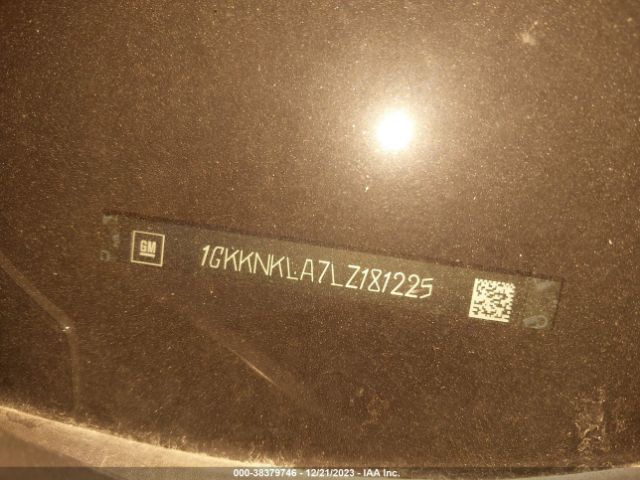 GM
1GKKNKLA7LZ181225
000-38379746 - 12/21/2023 - IAA Inc.